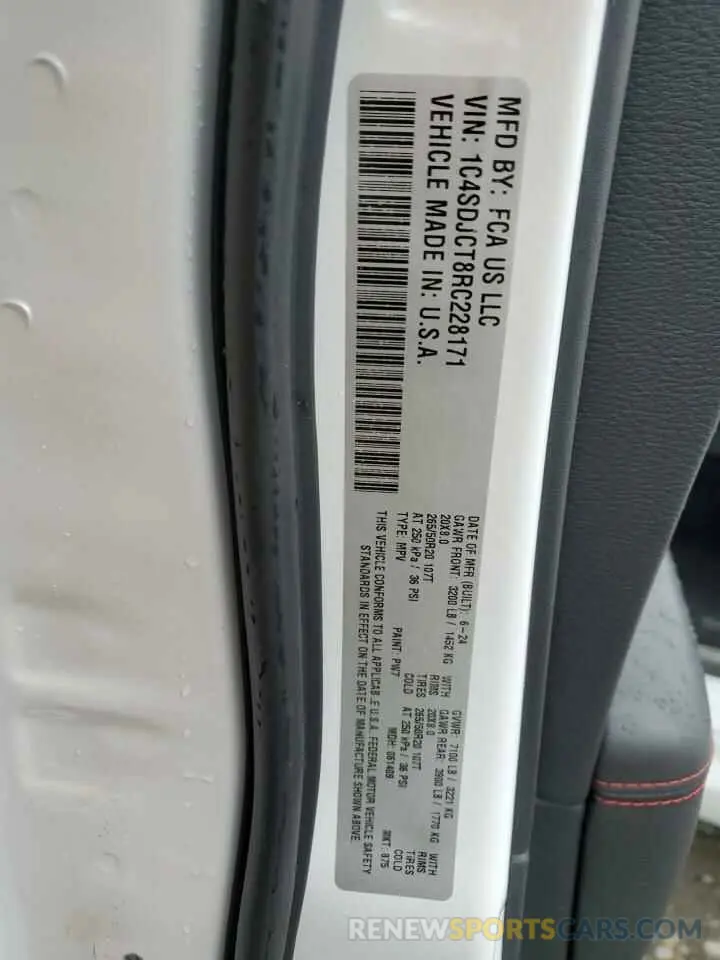 MFD BY: FCA US LLC
VIN: 1C4SDJCT8RC228171
VEHICLE MADE IN: U.S.A.
DATE OF MFR (BUILT): 6-24 GVWR: 7100 LB / 3221 KG
GAWR FRONT: 3200 LB / 1452 KG WITH GAWR REAR: 3900 LB / 1770 KG WITH
20X8.0 RIMS 20X8.0 RIMS
265/50R20 107T TIRES 265/50R20 107T TIRES
AT 250 kPa / 36 PSI COLD AT 250 kPa / 36 PSI COLD
TYPE: MPV PAINT: PW7 MDH: 061409 MKT: 875
THIS VEHICLE CONFORMS TO ALL APPLICABLE U.S.A. FEDERAL MOTOR VEHICLE SAFETY
STANDARDS IN EFFECT ON THE DATE OF MANUFACTURE SHOWN ABOVE.
RENEWSPORTSCARS.COM